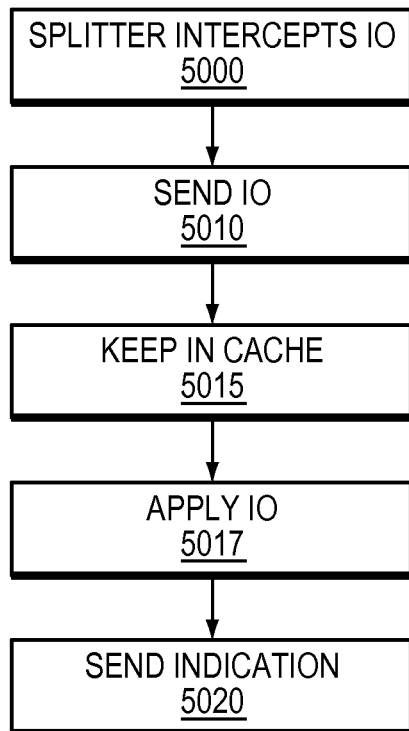 SPLITTER INTERCEPTS IO
5000
SEND IO
5010
KEEP IN CACHE
5015
APPLY IO
5017
SEND INDICATION
5020